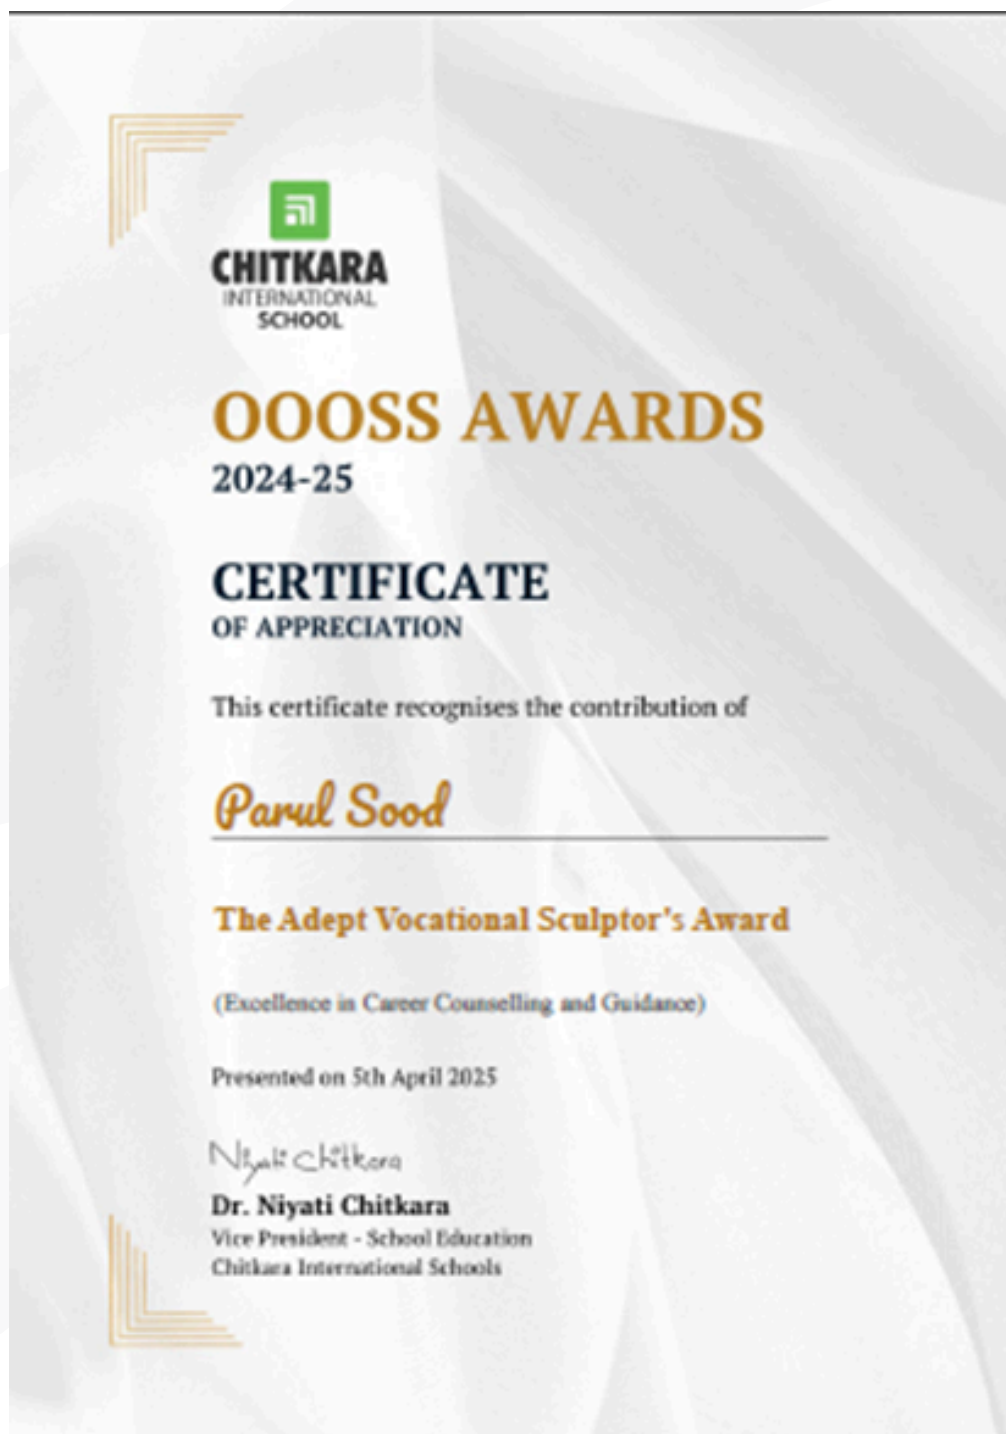 CHITKARA
INTERNATIONAL
SCHOOL
OOOSS AWARDS
2024-25
CERTIFICATE
OF APPRECIATION
This certificate recognises the contribution of
Parul Sood
The Adept Vocational Sculptor's Award
(Excellence in Career Counselling and Guidance)
Presented on 5th April 2025
Niyati Chitkara
Dr. Niyati Chitkara
Vice President - School Education
Chitkara International Schools